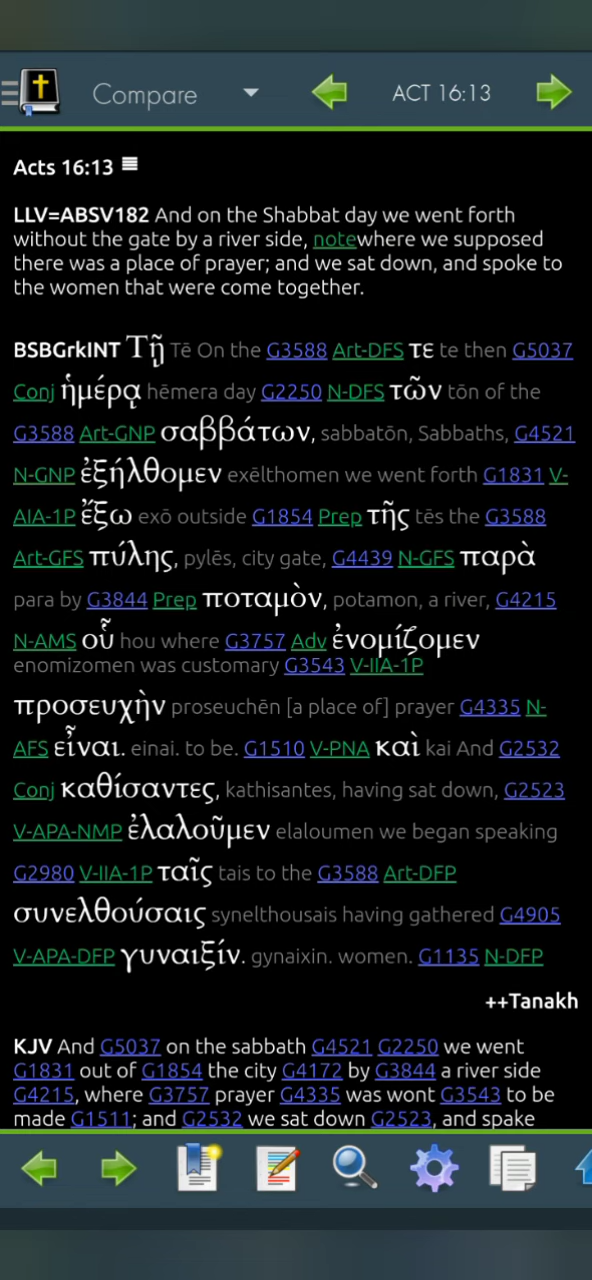 Compare
ACT 16:13
Acts 16:13
LLV=ABSV182 And on the Shabbat day we went forth
without the gate by a river side, notewhere we supposed
there was a place of prayer; and we sat down, and spoke to
the women that were come together.
BSBGrkINT Τῇ Tē On the G3588 Art-DFS τε te then G5037
Conj ἡμέρᾳ hēmera day G2250 N-DFS τῶν tōn of the
G3588 Art-GNP σαββάτων, sabbatōn, Sabbaths, G4521
N-GNP ἐξήλθομεν exēlthomen we went forth G1831 V-
AIA-1P ἔξω exō outside G1854 Prep τῆς tēs the G3588
Art-GFS πύλης, pylēs, city gate, G4439 N-GFS παρὰ
para by G3844 Prep ποταμὸν, potamon, a river, G4215
N-AMS οὗ hou where G3757 Adv ἐνομίζομεν
enomizomen was customary G3543 V-IIA-1P
προσευχὴν proseuchēn [a place of] prayer G4335 N-
AFS εἶναι. einai. to be. G1510 V-PNA καὶ kai And G2532
Conj καθίσαντες, kathisantes, having sat down, G2523
V-APA-NMP ἐλαλοῦμεν elaloumen we began speaking
G2980 V-IIA-1P ταῖς tais to the G3588 Art-DFP
συνελθούσαις synelthousais having gathered G4905
V-APA-DFP γυναιξίν. gynaixin. women. G1135 N-DFP
++Tanakh
KJV And G5037 on the sabbath G4521 G2250 we went
G1831 out of G1854 the city G4172 by G3844 a river side
G4215, where G3757 prayer G4335 was wont G3543 to be
made G1511; and G2532 we sat down G2523, and spake